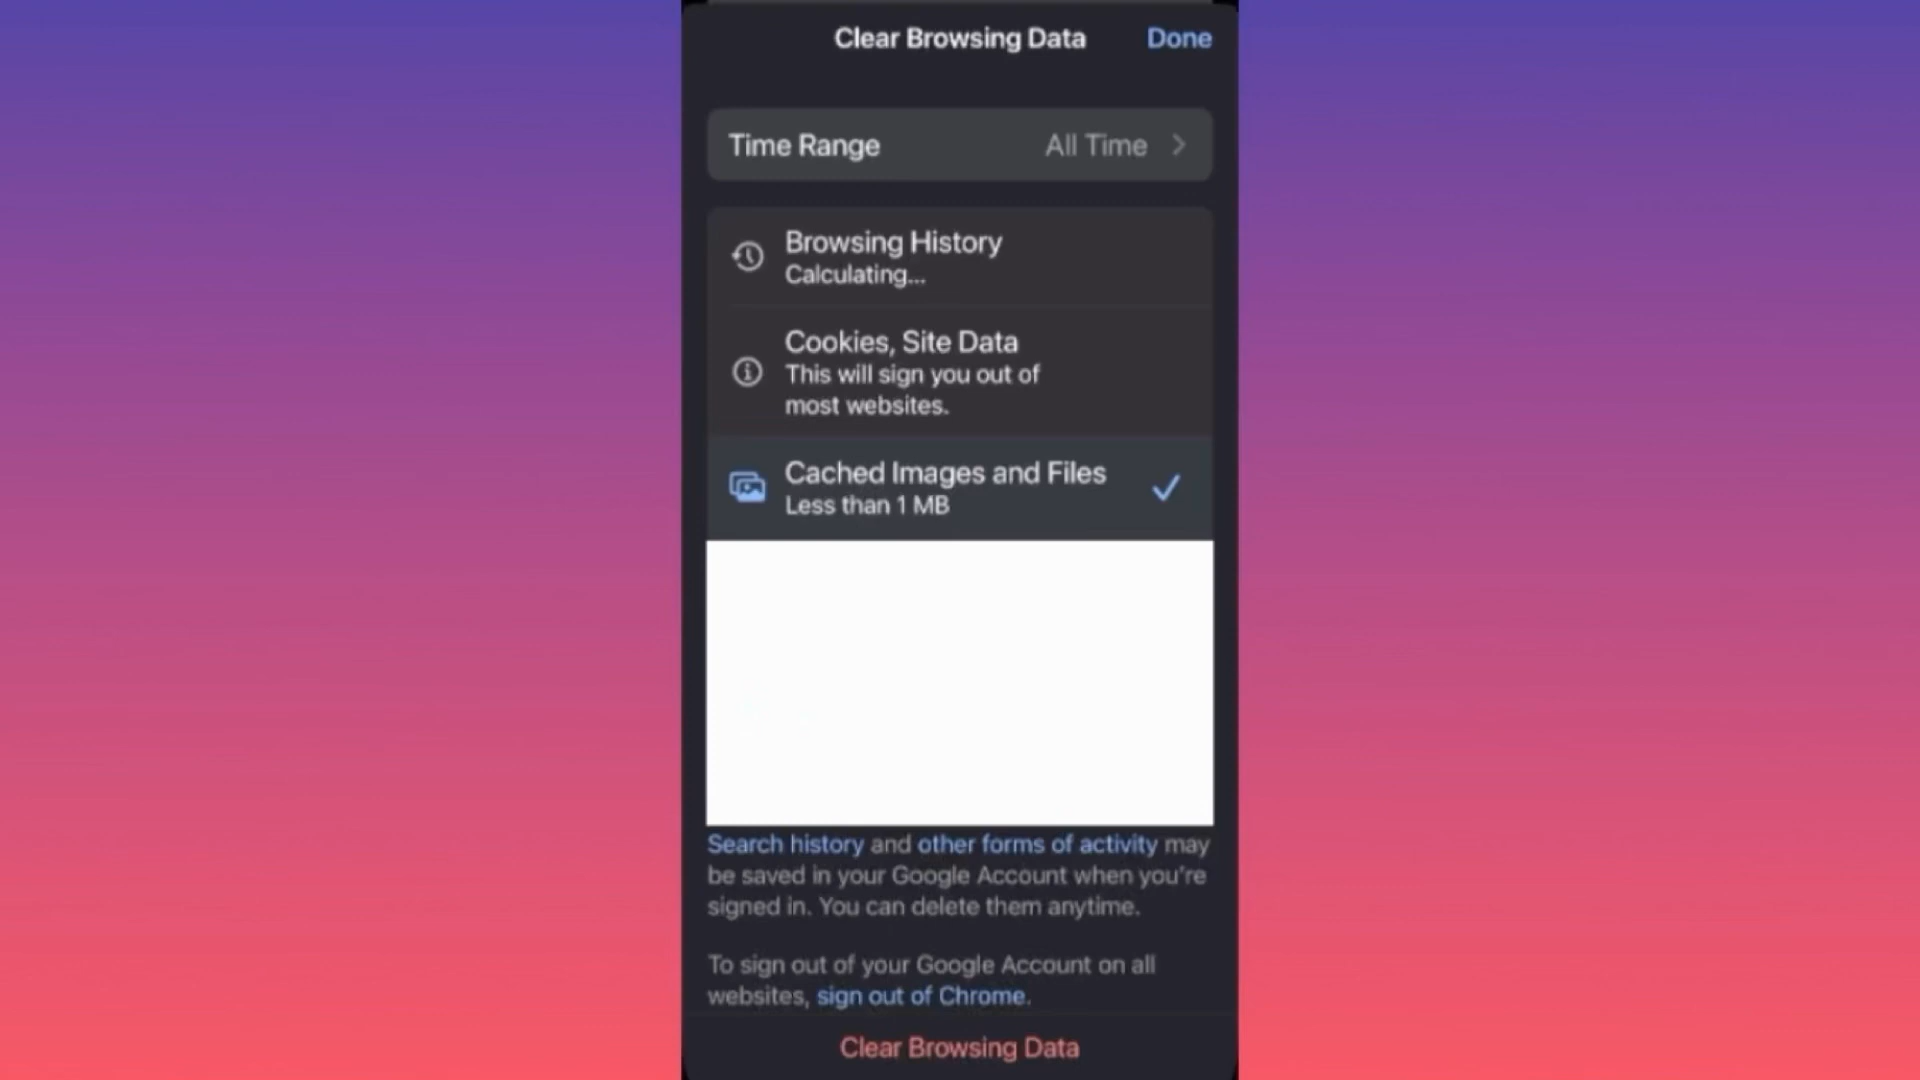 Clear Browsing Data
Done
Time Range
All Time
Browsing History
Calculating...
Cookies, Site Data
This will sign you out of
most websites.
Cached Images and Files
Less than 1 MB
Search history and other forms of activity may
be saved in your Google Account when you're
signed in. You can delete them anytime.
To sign out of your Google Account on all
websites, sign out of Chrome.
Clear Browsing Data